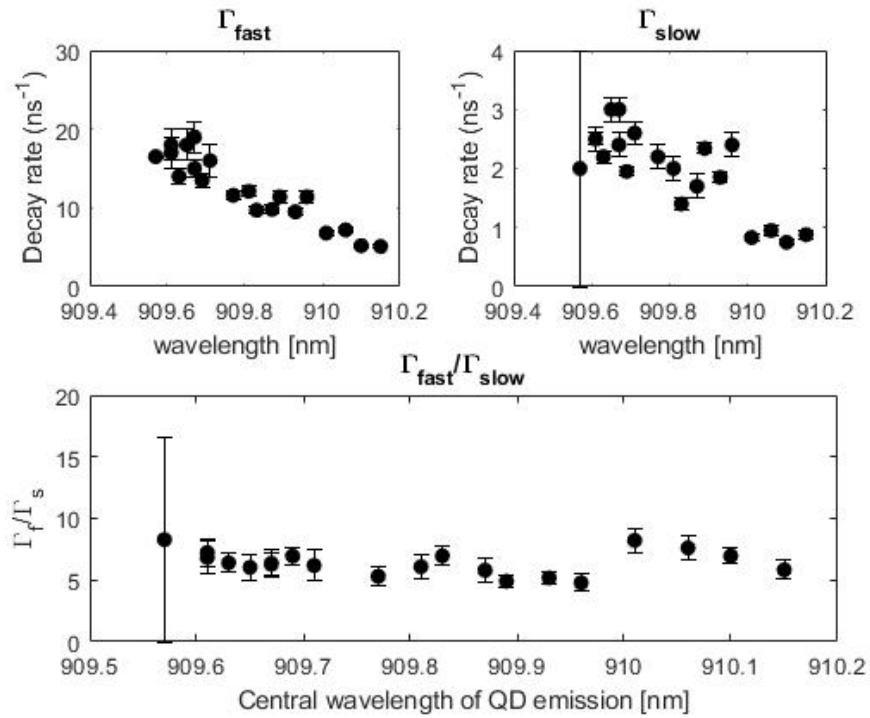 Γfast
Γslow
Decay rate (ns-1)
30
20
10
0
909.4 909.6 909.8 910 910.2
wavelength [nm]
Decay rate (ns-1)
4
3
2
1
0
909.4 909.6 909.8 910 910.2
wavelength [nm]
Γfast/Γslow
Γf/Γs
20
15
10
5
0
909.5 909.6 909.7 909.8 909.9 910 910.1 910.2
Central wavelength of QD emission [nm]